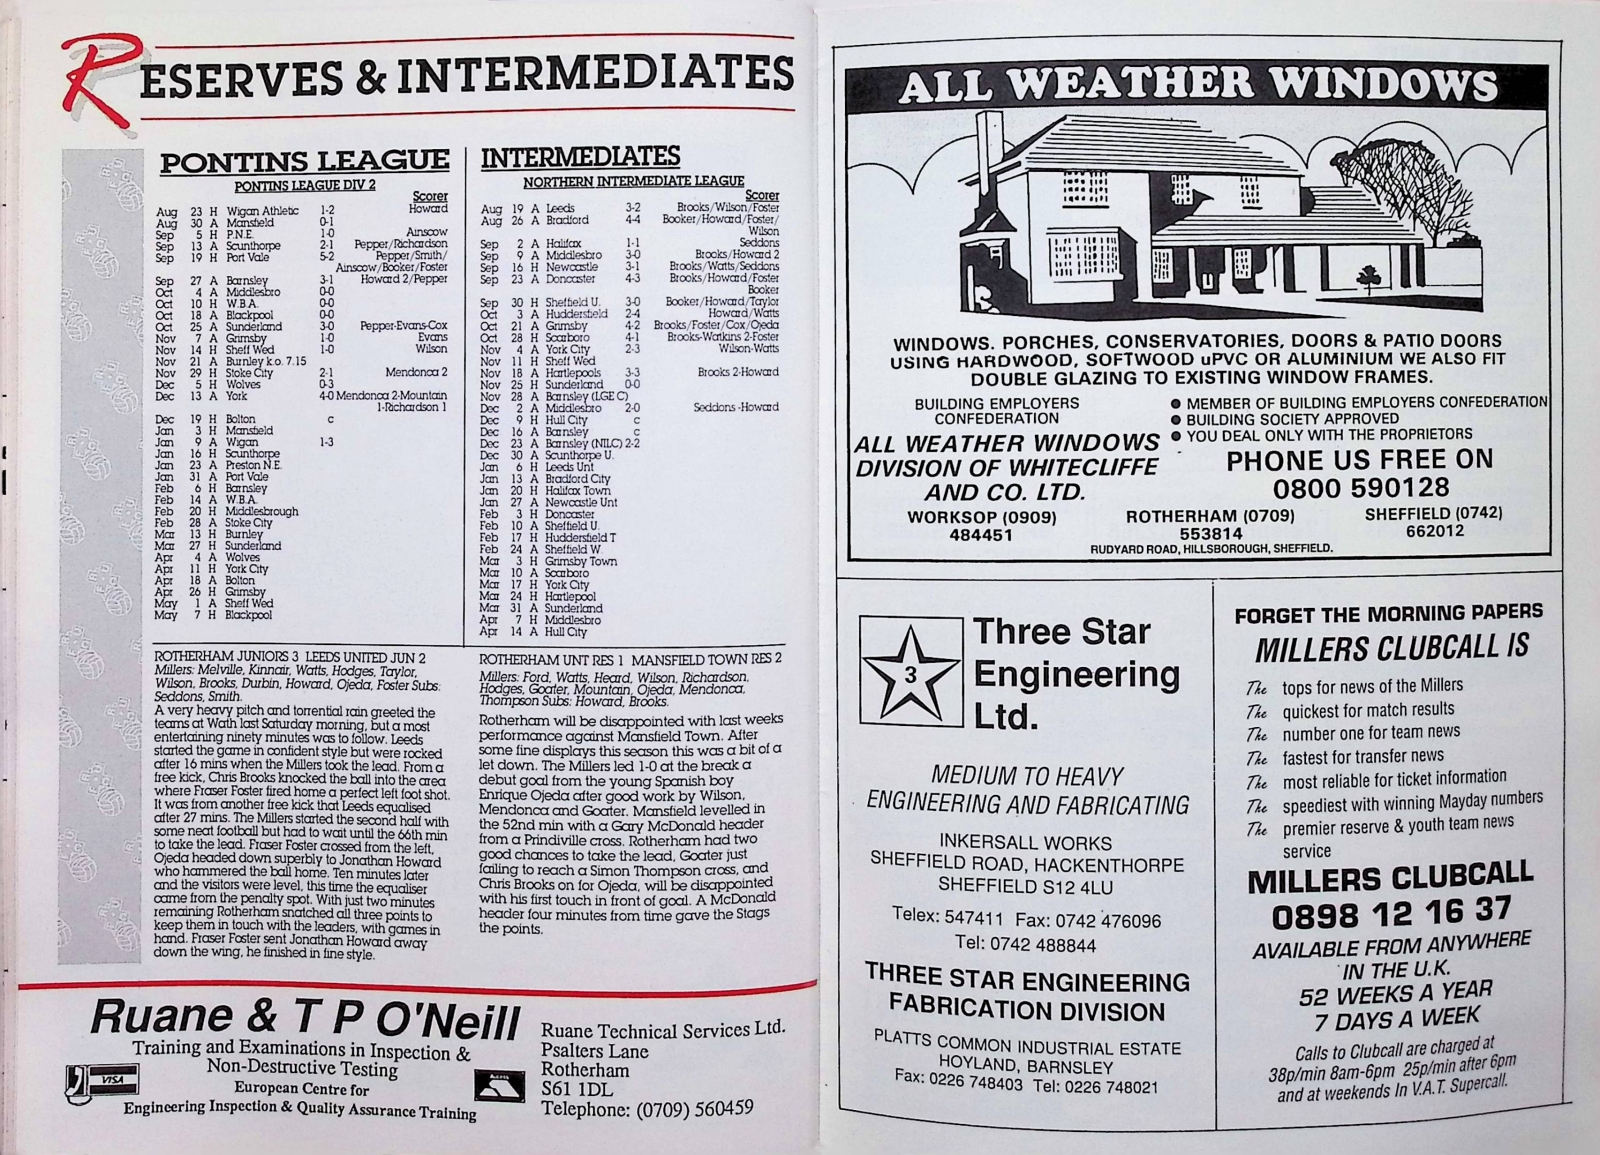 RESERVES & INTERMEDIATES
PONTINS LEAGUE
PONTINS LEAGUE DIV 2
Scorer
Aug 23 H Wigan Athletic 1-2 Howard
Aug 30 A Mansfield 0-1
Sep 5 H P.N.E. 1-0 Ainscow
Sep 13 A Scunthorpe 2-1 Pepper/Richardson
Sep 19 H Port Vale 5-2 Pepper/Smith/
Ainscow/Booker/Foster
Sep 27 A Barnsley 3-1 Howard 2/Pepper
Oct 4 A Middlesbro 0-0
Oct 10 H W.B.A. 0-0
Oct 18 A Blackpool 0-0
Oct 25 A Sunderland 3-0 Pepper-Evans-Cox
Nov 7 A Grimsby 1-0 Evans
Nov 14 H Sheff Wed 1-0 Wilson
Nov 21 A Burnley k.o. 7.15
Nov 29 H Stoke City 2-1 Mendonca 2
Dec 5 H Wolves 0-3
Dec 13 A York 4-0 Mendonca 2-Mountain
1-Richardson 1
Dec 19 H Bolton c
Jan 3 H Mansfield
Jan 9 A Wigan 1-3
Jan 16 H Scunthorpe
Jan 23 A Preston N.E.
Jan 31 A Port Vale
Feb 6 H Barnsley
Feb 14 A W.B.A.
Feb 20 H Middlesbrough
Feb 28 A Stoke City
Mar 13 H Burnley
Mar 27 H Sunderland
Apr 4 A Wolves
Apr 11 H York City
Apr 18 A Bolton
Apr 26 H Grimsby
May 1 A Sheff Wed
May 7 H Blackpool
INTERMEDIATES
NORTHERN INTERMEDIATE LEAGUE
Scorer
Aug 19 A Leeds 3-2 Brooks/Wilson/Foster
Aug 26 A Bradford 4-4 Booker/Howard/Foster/
Wilson
Sep 2 A Halifax 1-1 Seddons
Sep 9 A Middlesbro 3-0 Brooks/Howard 2
Sep 16 H Newcastle 3-1 Brooks/Watts/Seddons
Sep 23 A Doncaster 4-3 Brooks/Howard/Foster
Booker
Sep 30 H Sheffield U. 3-0 Booker/Howard/Taylor
Oct 3 A Huddersfield 2-4 Howard/Watts
Oct 21 A Grimsby 4-2 Brooks/Foster/Cox/Ojeda
Oct 28 H Scarboro 4-1 Brooks-Watkins 2-Foster
Nov 4 A York City 2-3 Wilson-Watts
Nov 11 H Sheff Wed
Nov 18 A Hartlepools 3-3 Brooks 2-Howard
Nov 25 H Sunderland 0-0
Nov 28 A Barnsley (LGE C)
Dec 2 A Middlesbro 2-0 Seddons -Howard
Dec 9 H Hull City c
Dec 16 A Barnsley c
Dec 23 A Barnsley (NILC) 2-2
Dec 30 A Scunthorpe U.
Jan 6 H Leeds Unt
Jan 13 A Bradford City
Jan 20 H Halifax Town
Jan 27 A Newcastle Unt
Feb 3 H Doncaster
Feb 10 A Sheffield U.
Feb 17 H Huddersfield T
Feb 24 A Sheffield W
Mar 3 H Grimsby Town
Mar 10 A Scarboro
Mar 17 H York City
Mar 24 H Hartlepool
Mar 31 A Sunderland
Apr 7 H Middlesbro
Apr 14 A Hull City
ROTHERHAM JUNIORS 3 LEEDS UNITED JUN 2
Millers: Melville, Kinnair, Watts, Hodges, Taylor,
Wilson, Brooks, Durbin, Howard, Ojeda, Foster Subs:
Seddons, Smith.
A very heavy pitch and torrential rain greeted the
teams at Wath last Saturday morning, but a most
entertaining ninety minutes was to follow. Leeds
started the game in confident style but were rocked
after 16 mins when the Millers took the lead. From a
free kick, Chris Brooks knocked the ball into the area
where Fraser Foster fired home a perfect left foot shot.
It was from another free kick that Leeds equalised
after 27 mins. The Millers started the second half with
some neat football but had to wait until the 66th min
to take the lead. Fraser Foster crossed from the left,
Ojeda headed down superbly to Jonathan Howard
who hammered the ball home. Ten minutes later
and the visitors were level, this time the equaliser
came from the penalty spot. With just two minutes
remaining Rotherham snatched all three points to
keep them in touch with the leaders, with games in
hand. Fraser Foster sent Jonathan Howard away
down the wing, he finished in fine style.
ROTHERHAM UNT RES 1 MANSFIELD TOWN RES 2
Millers: Ford, Watts, Heard, Wilson, Richardson,
Hodges, Goater, Mountain, Ojeda, Mendonca,
Thompson Subs: Howard, Brooks.
Rotherham will be disappointed with last weeks
performance against Mansfield Town. After
some fine displays this season this was a bit of a
let down. The Millers led 1-0 at the break a
debut goal from the young Spanish boy
Enrique Ojeda after good work by Wilson,
Mendonca and Goater. Mansfield levelled in
the 52nd min with a Gary McDonald header
from a Prindiville cross. Rotherham had two
good chances to take the lead, Goater just
failing to reach a Simon Thompson cross, and
Chris Brooks on for Ojeda, will be disappointed
with his first touch in front of goal. A McDonald
header four minutes from time gave the Stags
the points.
Ruane & T P O'Neill
Training and Examinations in Inspection &
Non-Destructive Testing
European Centre for
Engineering Inspection & Quality Assurance Training
VISA
Ruane Technical Services Ltd.
Psalters Lane
Rotherham
S61 1DL
Telephone: (0709) 560459
ALL WEATHER WINDOWS
WINDOWS. PORCHES, CONSERVATORIES, DOORS & PATIO DOORS
USING HARDWOOD, SOFTWOOD uPVC OR ALUMINIUM WE ALSO FIT
DOUBLE GLAZING TO EXISTING WINDOW FRAMES.
BUILDING EMPLOYERS
CONFEDERATION
ALL WEATHER WINDOWS
DIVISION OF WHITECLIFFE
AND CO. LTD.
● MEMBER OF BUILDING EMPLOYERS CONFEDERATION
● BUILDING SOCIETY APPROVED
● YOU DEAL ONLY WITH THE PROPRIETORS
PHONE US FREE ON
0800 590128
WORKSOP (0909)
484451
ROTHERHAM (0709)
553814
SHEFFIELD (0742)
662012
RUDYARD ROAD, HILLSBOROUGH, SHEFFIELD.
3
Three Star
Engineering
Ltd.
MEDIUM TO HEAVY
ENGINEERING AND FABRICATING
INKERSALL WORKS
SHEFFIELD ROAD, HACKENTHORPE
SHEFFIELD S12 4LU
Telex: 547411 Fax: 0742 476096
Tel: 0742 488844
THREE STAR ENGINEERING
FABRICATION DIVISION
PLATTS COMMON INDUSTRIAL ESTATE
HOYLAND, BARNSLEY
Fax: 0226 748403 Tel: 0226 748021
FORGET THE MORNING PAPERS
MILLERS CLUBCALL IS
The tops for news of the Millers
The quickest for match results
The number one for team news
The fastest for transfer news
The most reliable for ticket information
The speediest with winning Mayday numbers
The premier reserve & youth team news
service
MILLERS CLUBCALL
0898 12 16 37
AVAILABLE FROM ANYWHERE
IN THE U.K.
52 WEEKS A YEAR
7 DAYS A WEEK
Calls to Clubcall are charged at
38p/min 8am-6pm 25p/min after 6pm
and at weekends In V.A.T. Supercall.